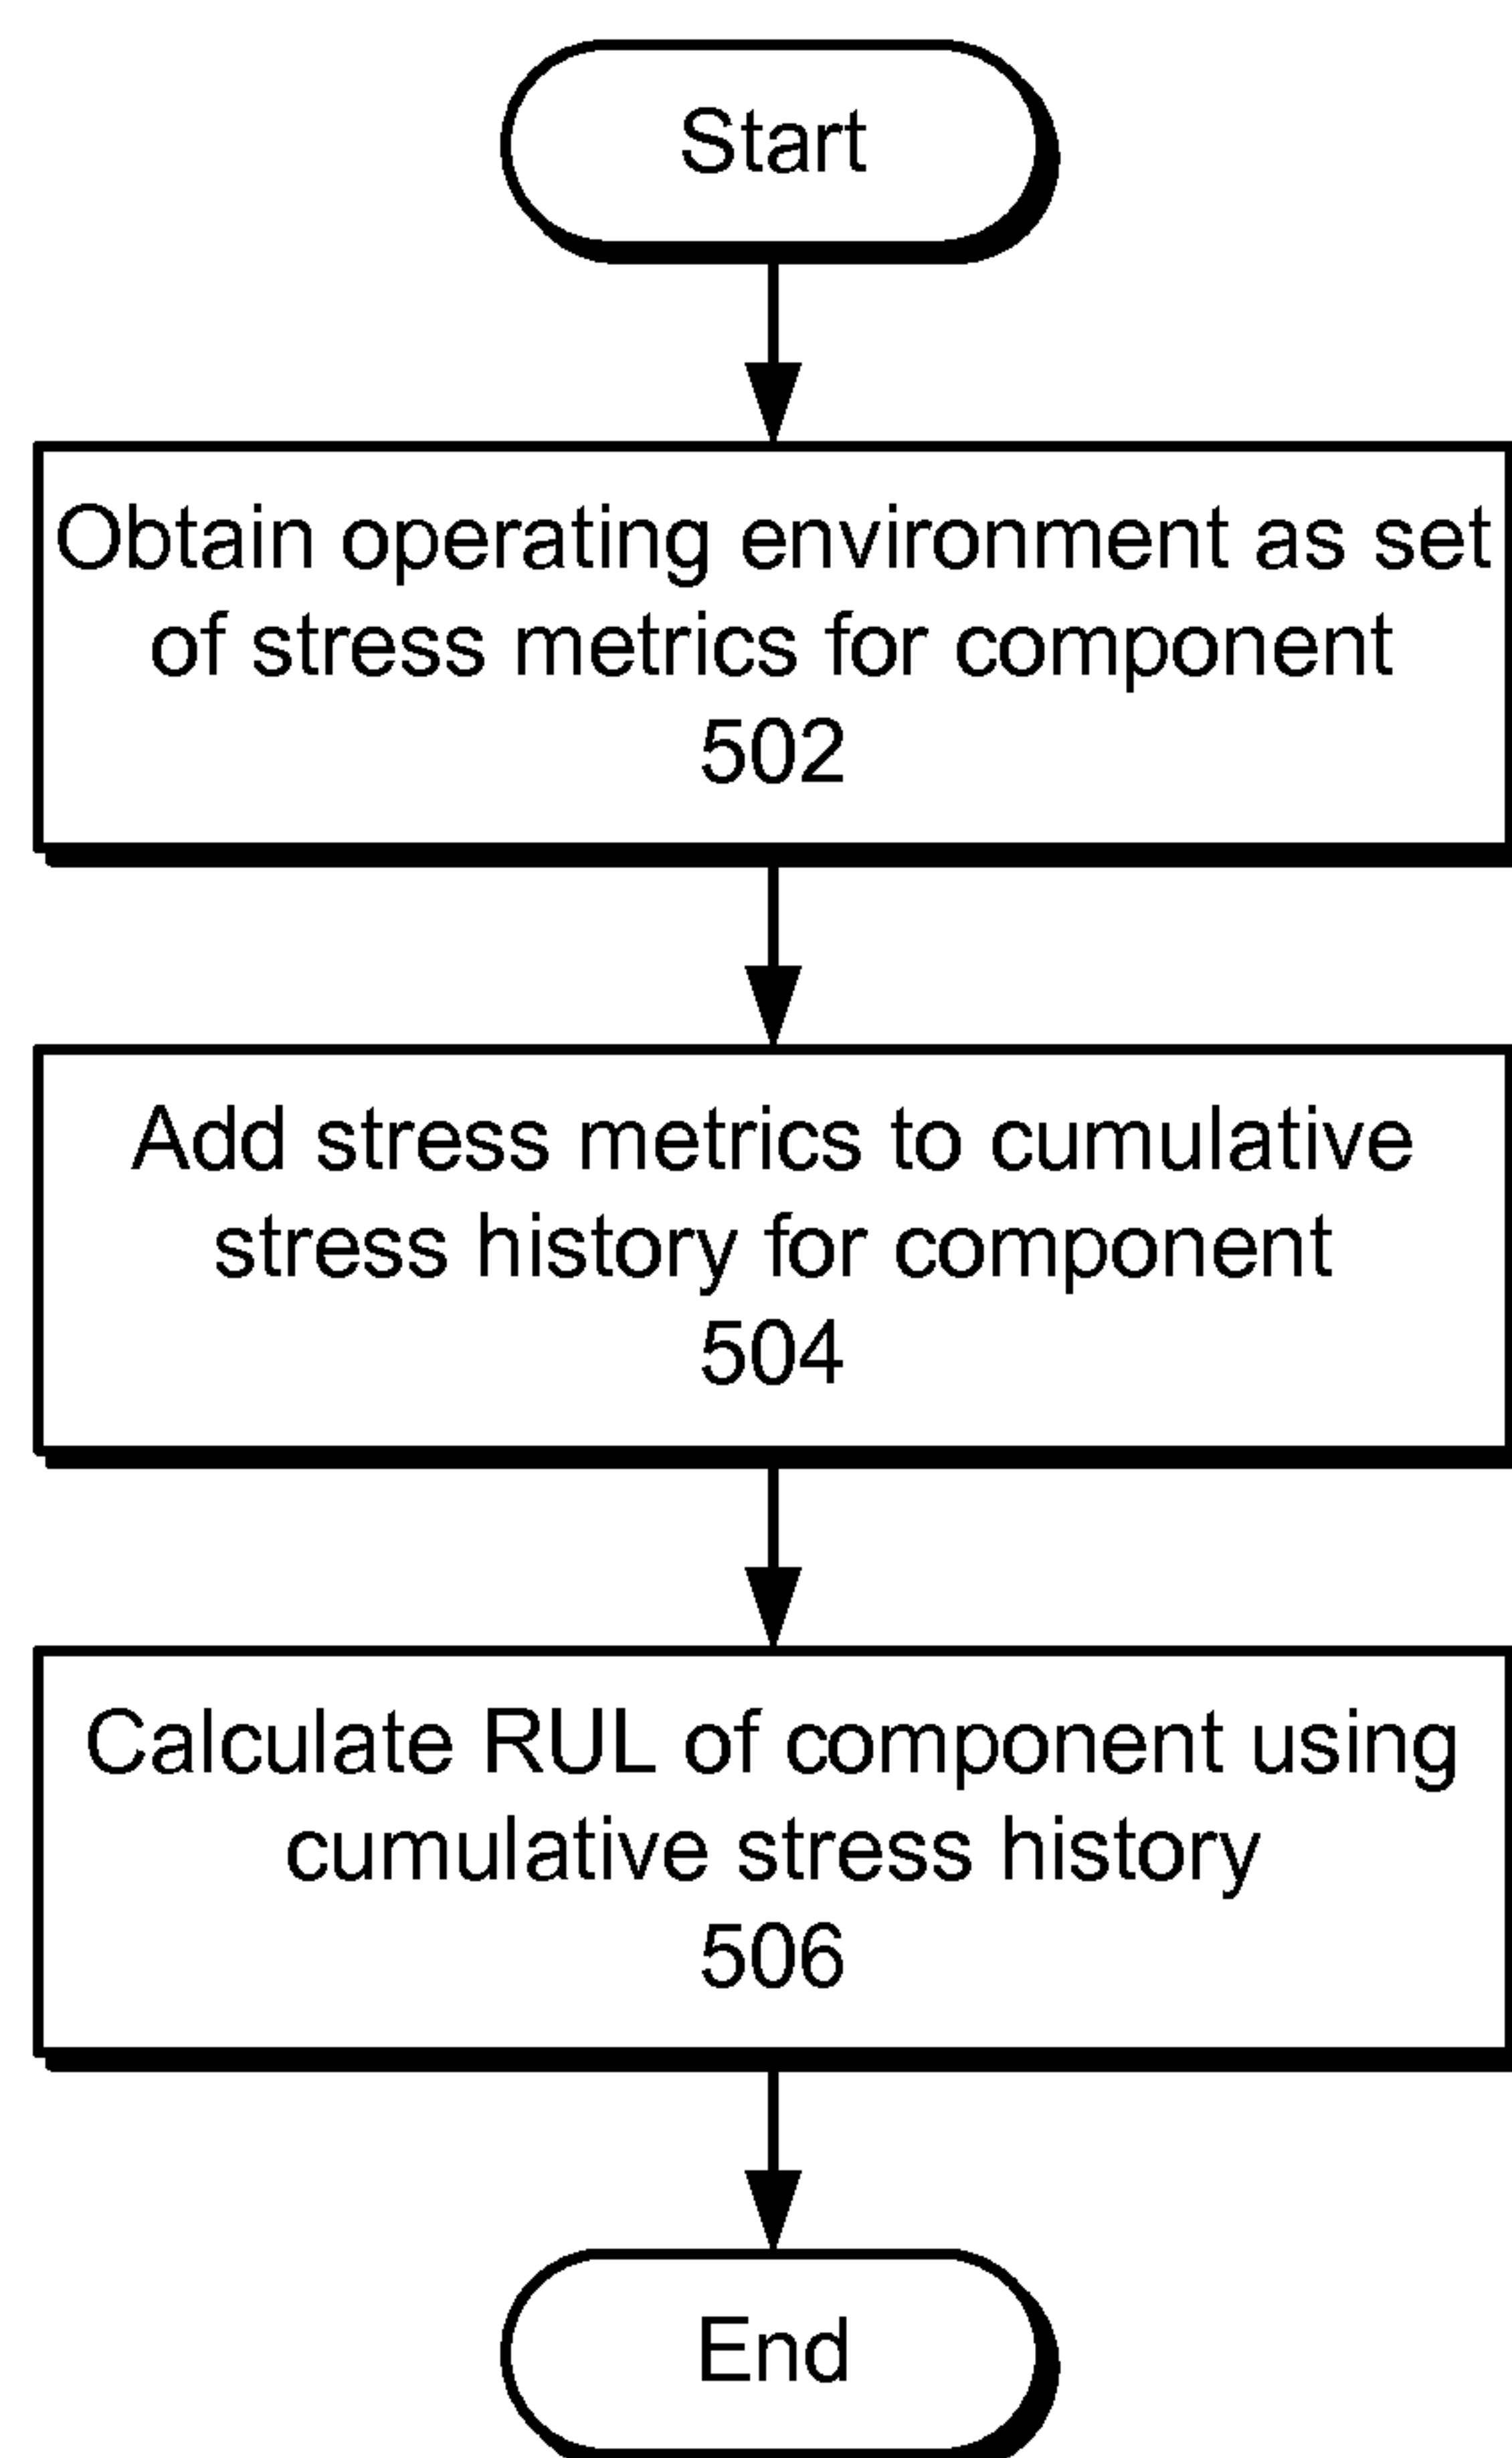 Start
Obtain operating environment as set
of stress metrics for component
502
Add stress metrics to cumulative
stress history for component
504
Calculate RUL of component using
cumulative stress history
506
End